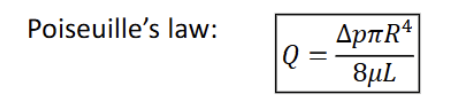 Poiseuille's law:
Q = ΔpπR⁴ / 8μL